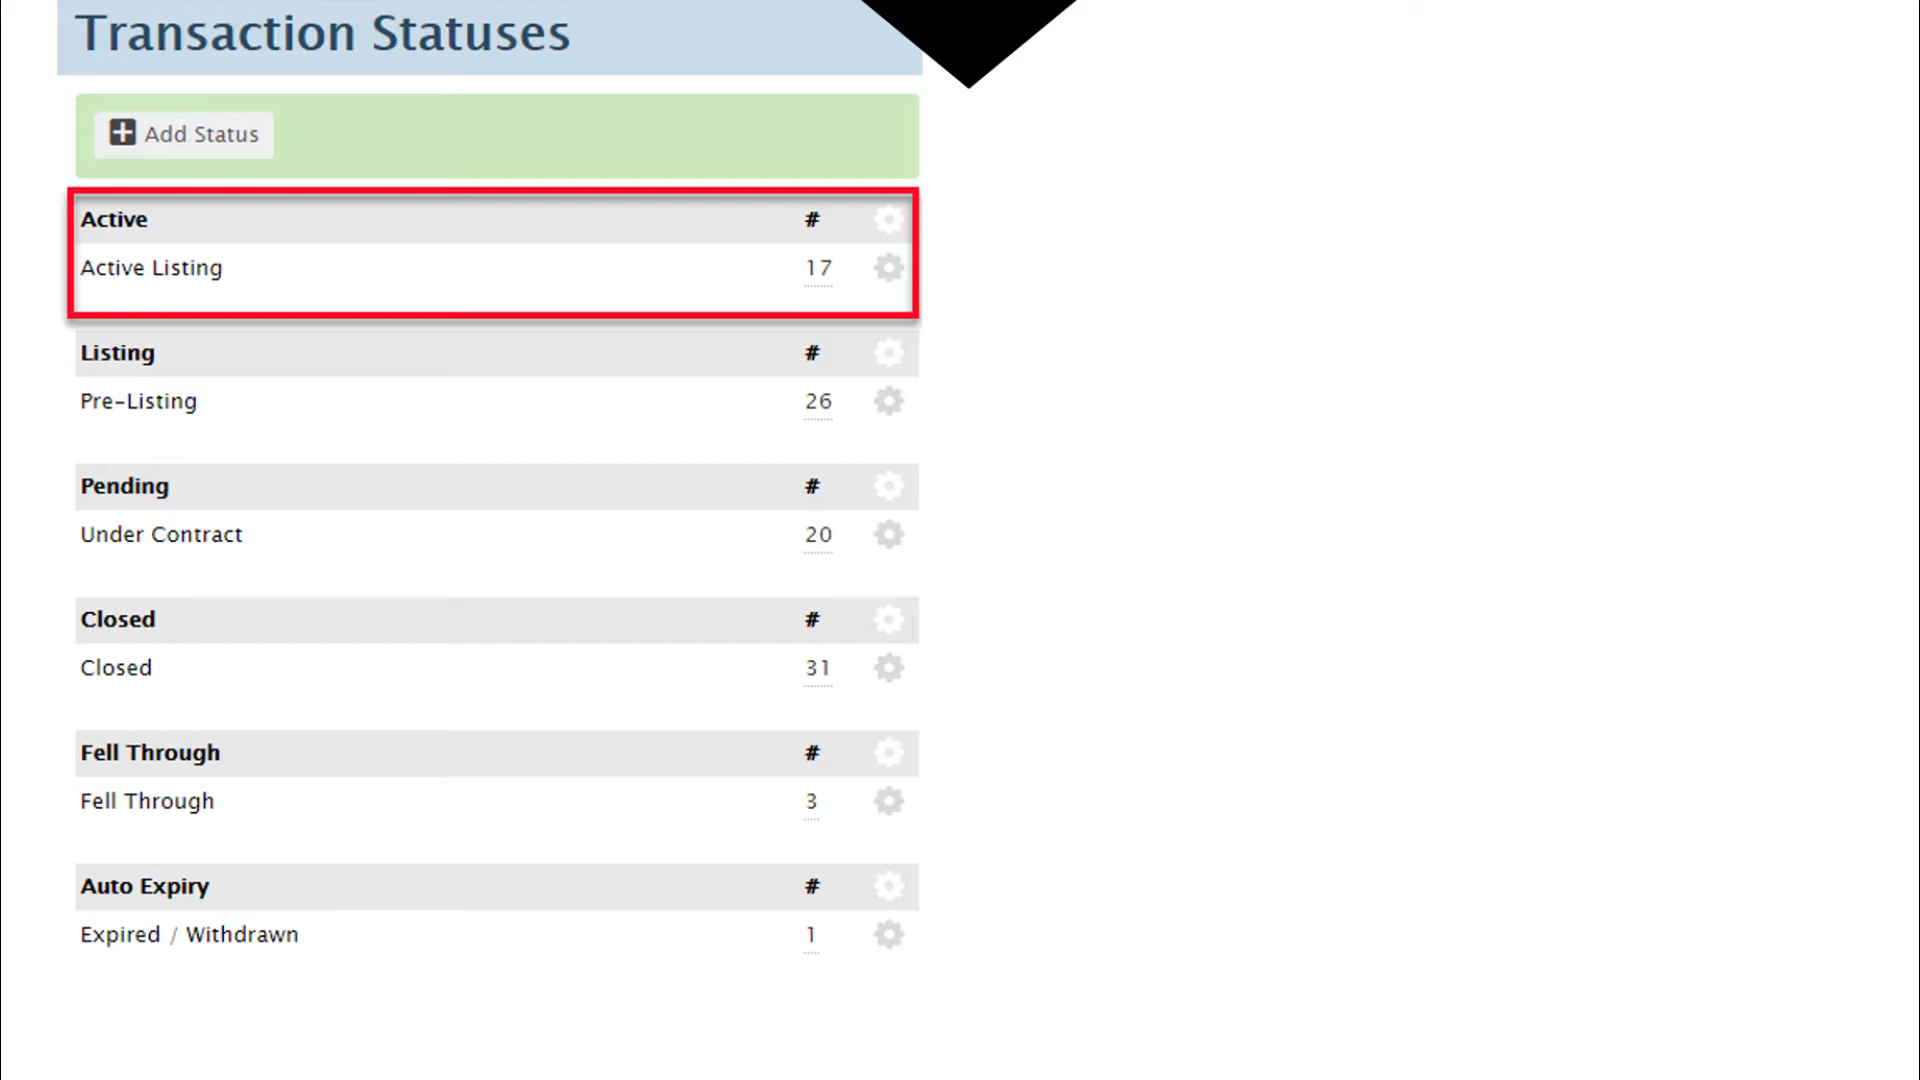 Transaction Statuses
Add Status
Active #
Active Listing 17
Listing #
Pre-Listing 26
Pending #
Under Contract 20
Closed #
Closed 31
Fell Through #
Fell Through 3
Auto Expiry #
Expired / Withdrawn 1